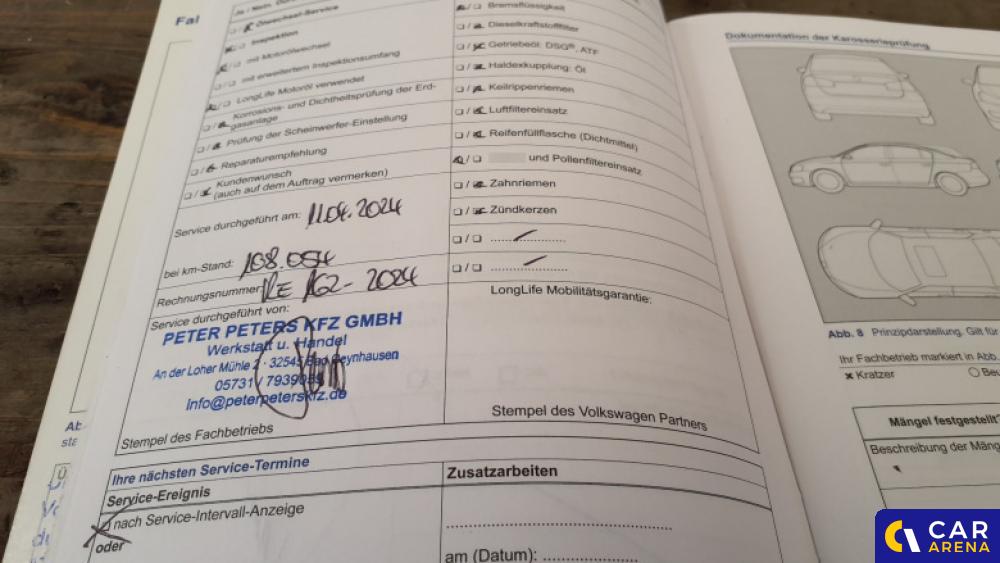 Fal
Ja / Nein
Ölwechsel-Service
Inspektion
mit Motorölwechsel
mit erweitertem Inspektionsumfang
LongLife Motoröl verwendet
Korrosions- und Dichtheitsprüfung der Erd-
gasanlage
Prüfung der Scheinwerfer-Einstellung
Reparaturempfehlung
Kundenwunsch
(auch auf dem Auftrag vermerken)
Service durchgeführt am: 11.04.2024
bei km-Stand: 108.054
Rechnungsnummer: RE 162-2024
Service durchgeführt von:
PETER PETERS KFZ GMBH
Werkstatt u. Handel
An der Loher Mühle 2 · 32545 Bad Oeynhausen
05731 / 79390
info@peterpeterskfz.de
Stempel des Fachbetriebs
Bremsflüssigkeit
Dieselkraftstofffilter
Getriebeöl: DSG®, ATF
Haldexkupplung: Öl
Keilrippenriemen
Luftfiltereinsatz
Reifenfüllflasche (Dichtmittel)
und Pollenfiltereinsatz
Zahnriemen
Zündkerzen
LongLife Mobilitätsgarantie:
Stempel des Volkswagen Partners
Ihre nächsten Service-Termine
Service-Ereignis
nach Service-Intervall-Anzeige
oder
Zusatzarbeiten
am (Datum):
Dokumentation der Karosserieprüfung
Abb. 8 Prinzipdarstellung. Gilt für
Ihr Fachbetrieb markiert in Abb.
× Kratzer
Beu
Mängel festgestellt?
Beschreibung der Mäng
CAR
ARENA